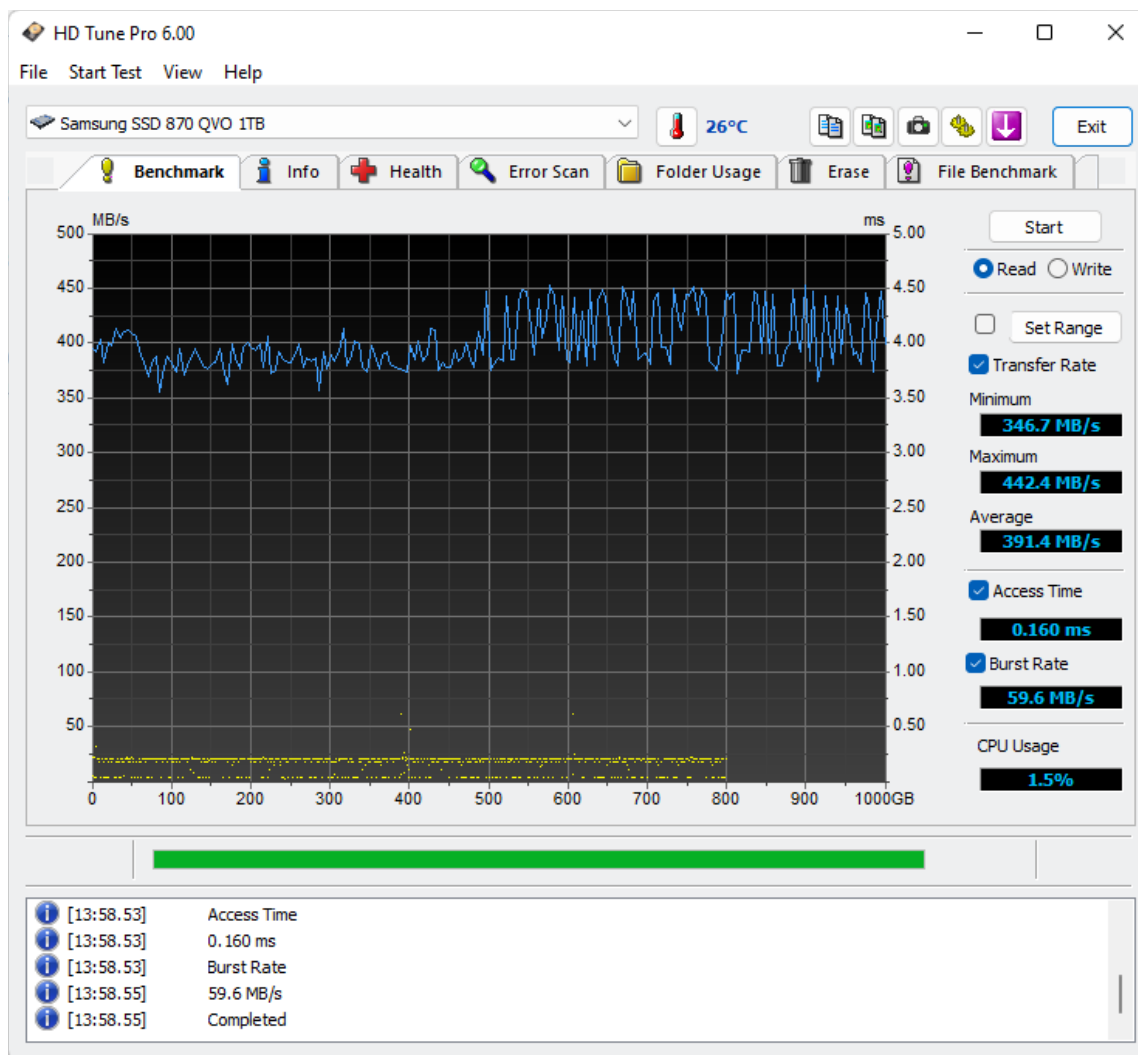 HD Tune Pro 6.00
File Start Test View Help
Samsung SSD 870 QVO 1TB
26°C
Exit
Benchmark Info Health Error Scan Folder Usage Erase File Benchmark
MB/s
ms
500
450
400
350
300
250
200
150
100
50
5.00
4.50
4.00
3.50
3.00
2.50
2.00
1.50
1.00
0.50
0 100 200 300 400 500 600 700 800 900 1000GB
Start
Read Write
Set Range
Transfer Rate
Minimum
346.7 MB/s
Maximum
442.4 MB/s
Average
391.4 MB/s
Access Time
0.160 ms
Burst Rate
59.6 MB/s
CPU Usage
1.5%
[13:58.53] Access Time
[13:58.53] 0.160 ms
[13:58.53] Burst Rate
[13:58.55] 59.6 MB/s
[13:58.55] Completed